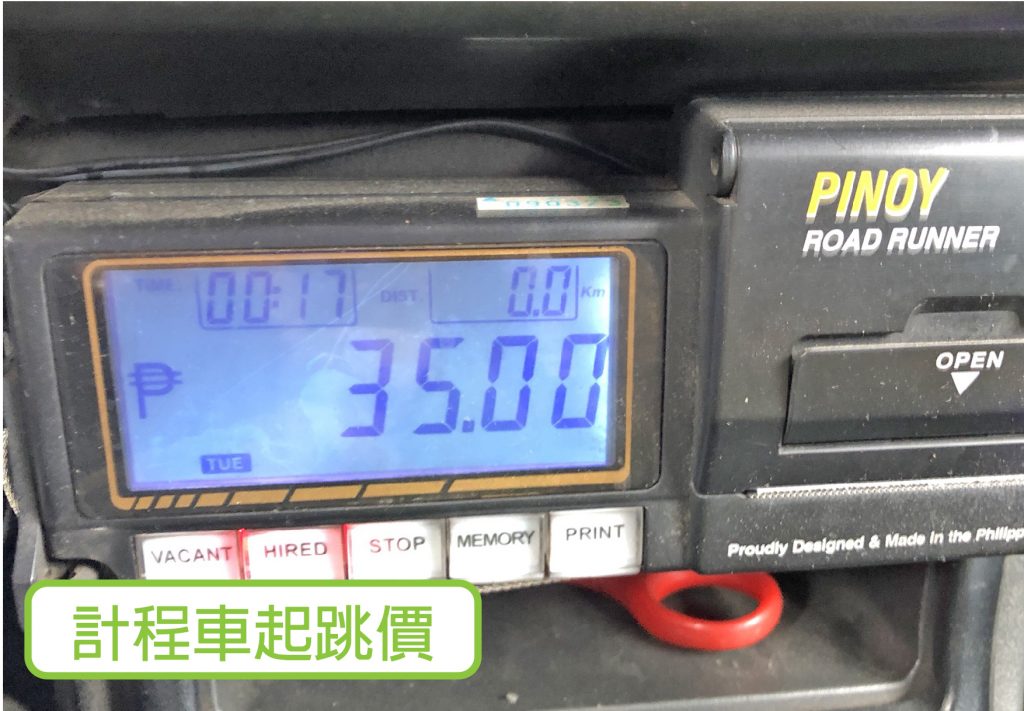 PINOY
ROAD RUNNER
TIME 00:17 DIST. 0.0 Km
₱ 35.00
TUE
OPEN
VACANT HIRED STOP MEMORY PRINT
Proudly Designed & Made in the Philipp
計程車起跳價